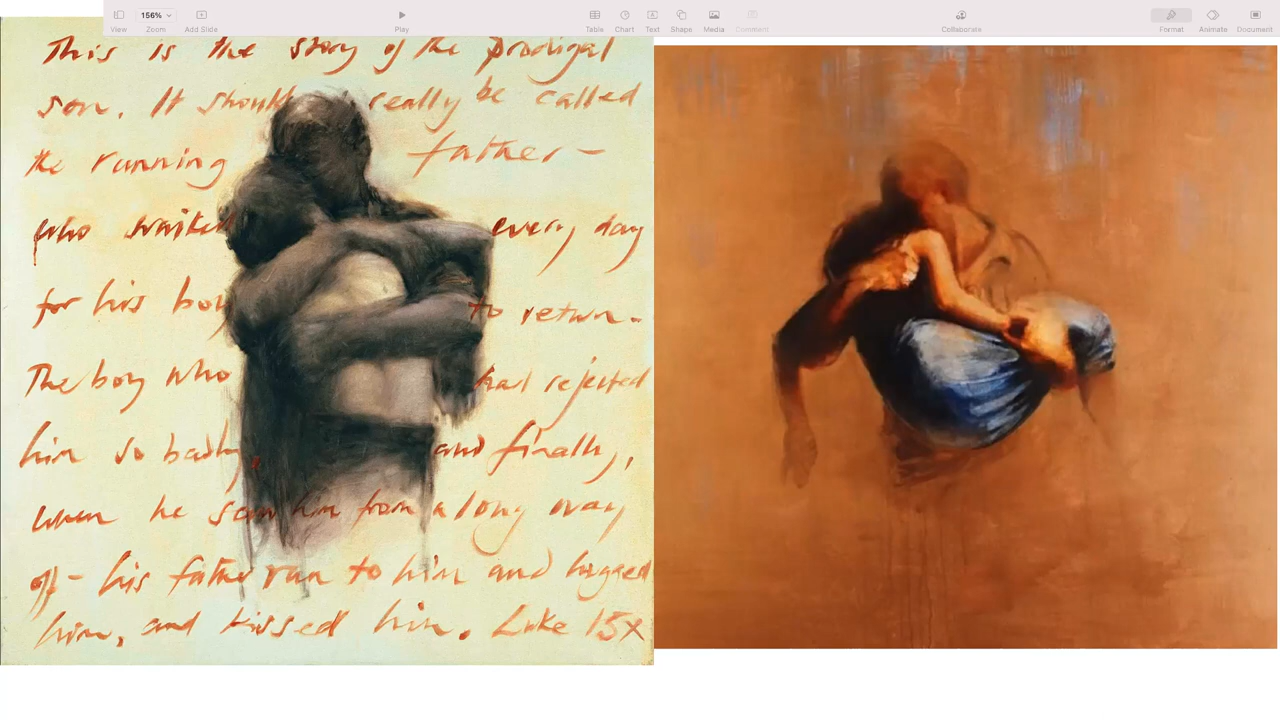 156%
View
Zoom
Add Slide
Play
Table
Chart
Text
Shape
Media
Comment
Collaborate
Format
Animate
Document
This is the story of the prodigal
son. It should really be called
the running father –
who waited every day
for his boy to return.
The boy who had rejected
him so badly, and finally,
when he saw him from a long way
off – his father ran to him and hugged
him, and kissed him. Luke 15